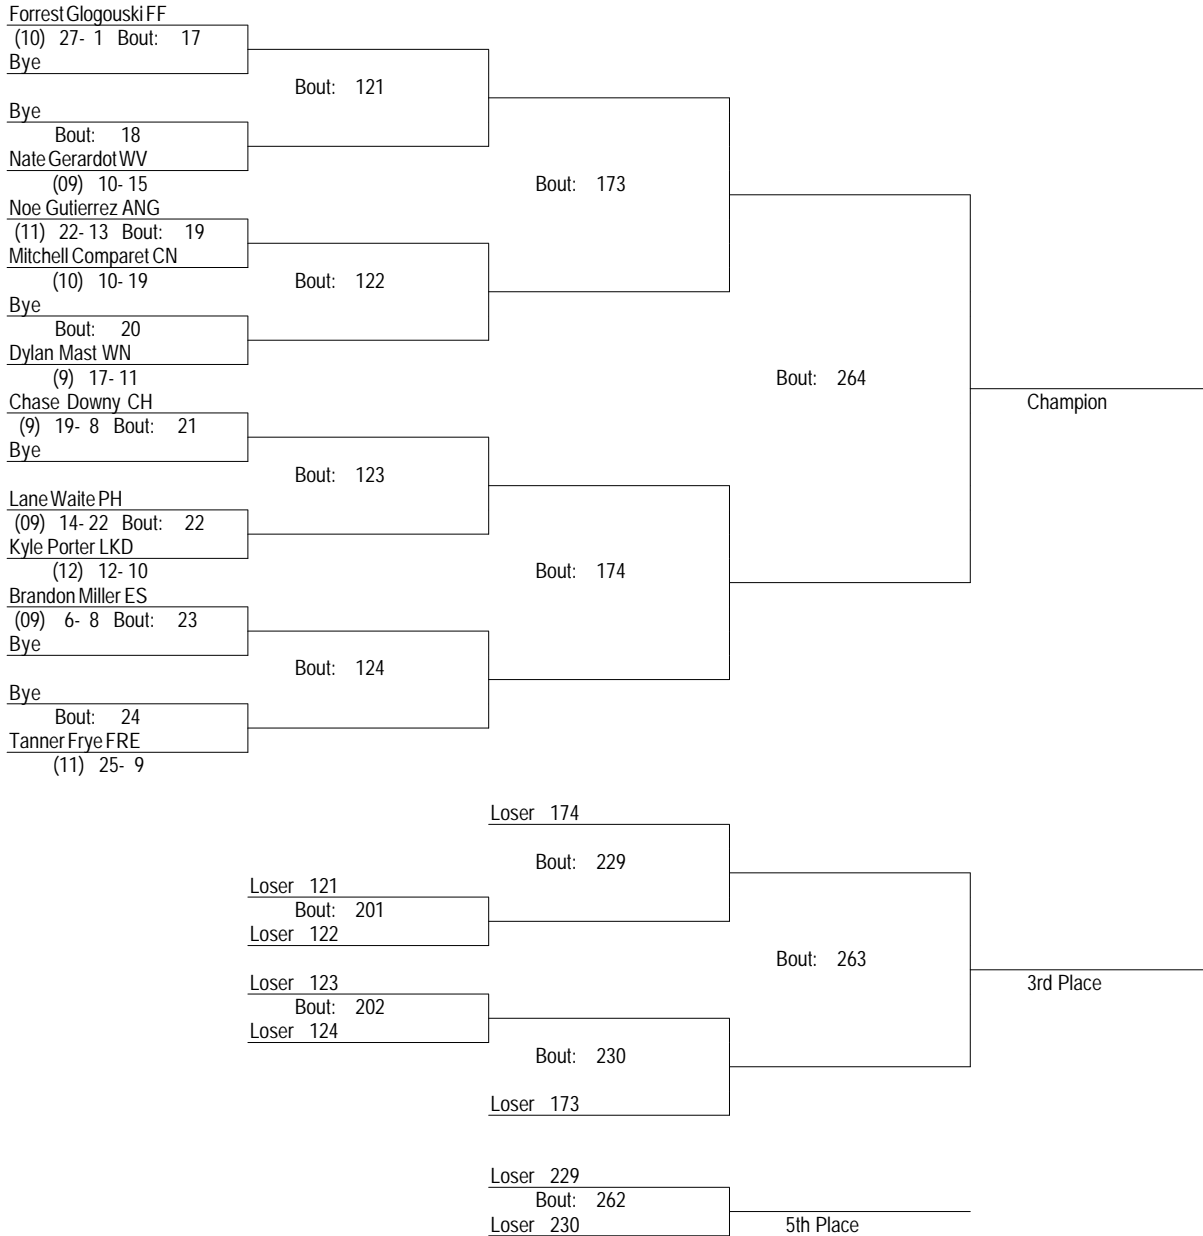 Forrest Glogouski FF
(10) 27- 1 Bout: 17
Bye
Bout: 121
Bye
Bout: 18
Nate Gerardot WV
(09) 10- 15
Bout: 173
Noe Gutierrez ANG
(11) 22- 13 Bout: 19
Mitchell Comparet CN
(10) 10- 19
Bout: 122
Bye
Bout: 20
Dylan Mast WN
(9) 17- 11
Bout: 264
Chase Downy CH
(9) 19- 8 Bout: 21
Bye
Champion
Bout: 123
Lane Waite PH
(09) 14- 22 Bout: 22
Kyle Porter LKD
(12) 12- 10
Bout: 174
Brandon Miller ES
(09) 6- 8 Bout: 23
Bye
Bout: 124
Bye
Bout: 24
Tanner Frye FRE
(11) 25- 9
Loser 174
Bout: 229
Loser 121
Bout: 201
Loser 122
Bout: 263
Loser 123
Bout: 202
Loser 124
3rd Place
Bout: 230
Loser 173
Loser 229
Bout: 262
Loser 230
5th Place